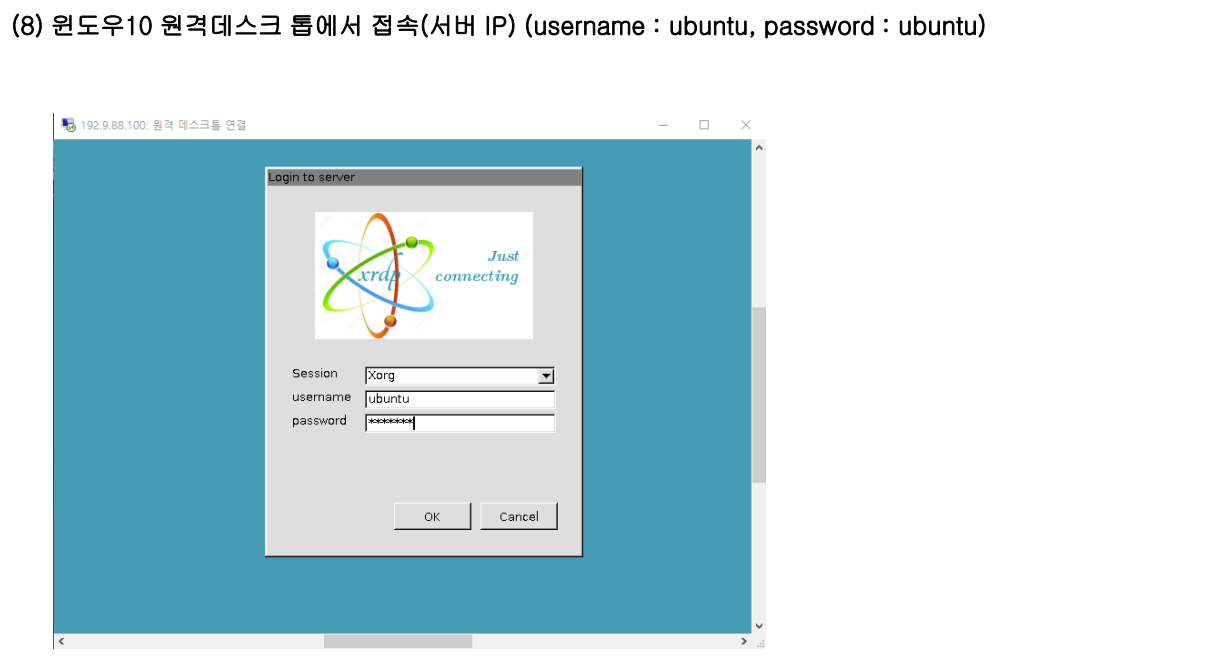 (8) 윈도우10 원격데스크 톱에서 접속(서버 IP) (username : ubuntu, password : ubuntu)
192.9.88.100: 원격 데스크톱 연결
Login to server
xrdp
Just
connecting
Session Xorg
username ubuntu
password *******
OK Cancel